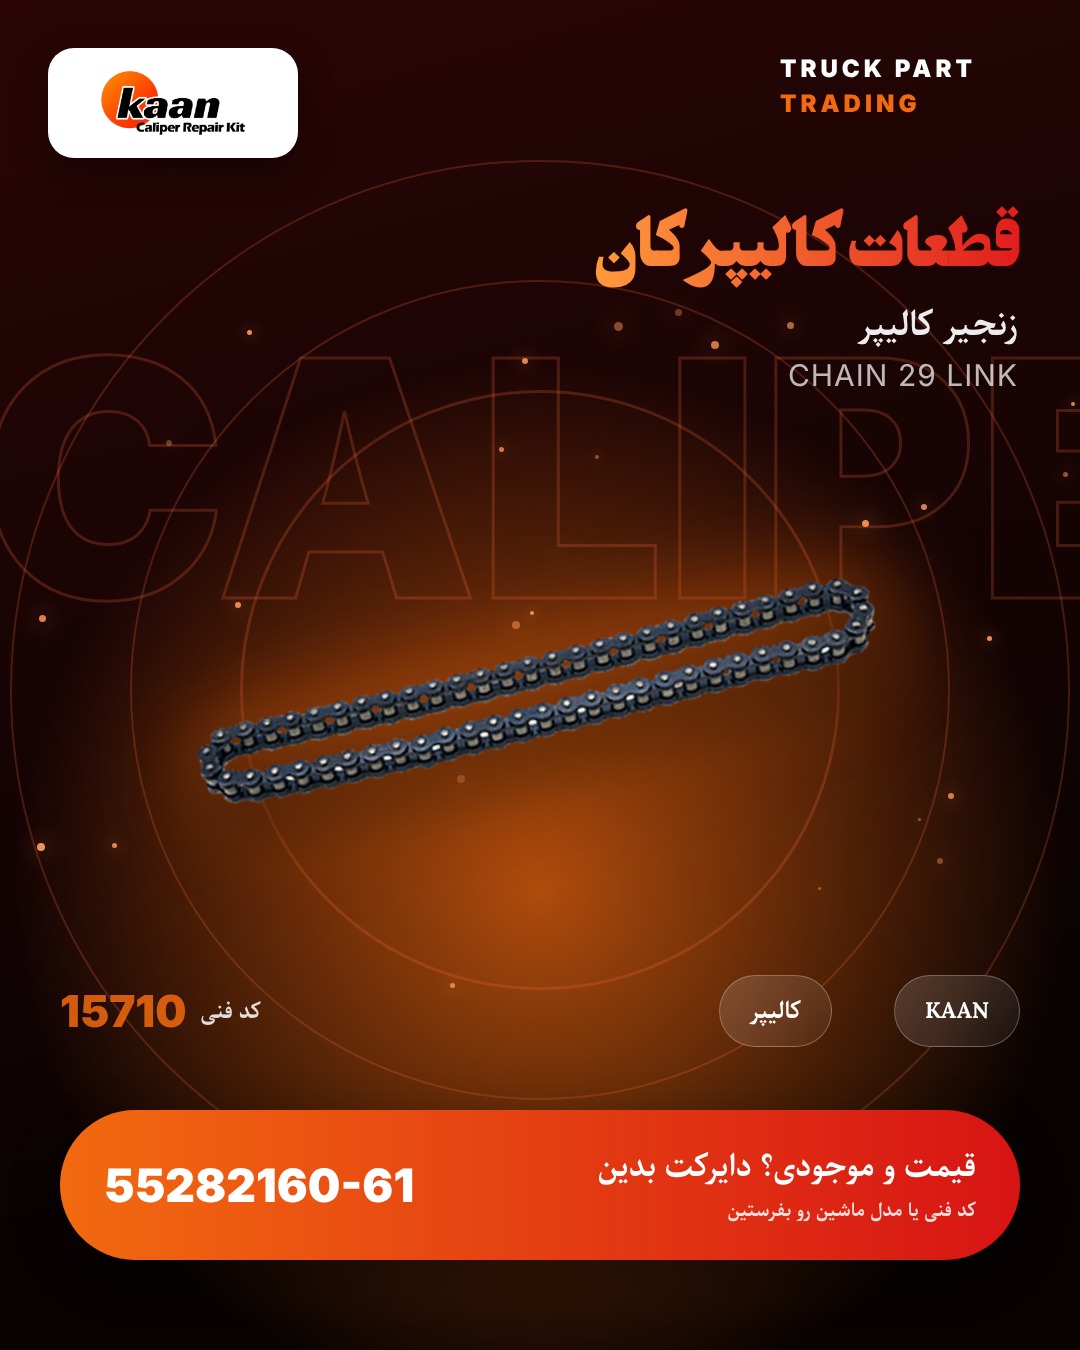 kaan
Caliper Repair Kit
TRUCK PART
TRADING
قطعات کالیپر کان
زنجیر کالیپر
CHAIN 29 LINK
CALIPE
KAAN
کالیپر
کد فنی 15710
قیمت و موجودی؟ دایرکت بدین
کد فنی یا مدل ماشین رو بفرستین
55282160-61